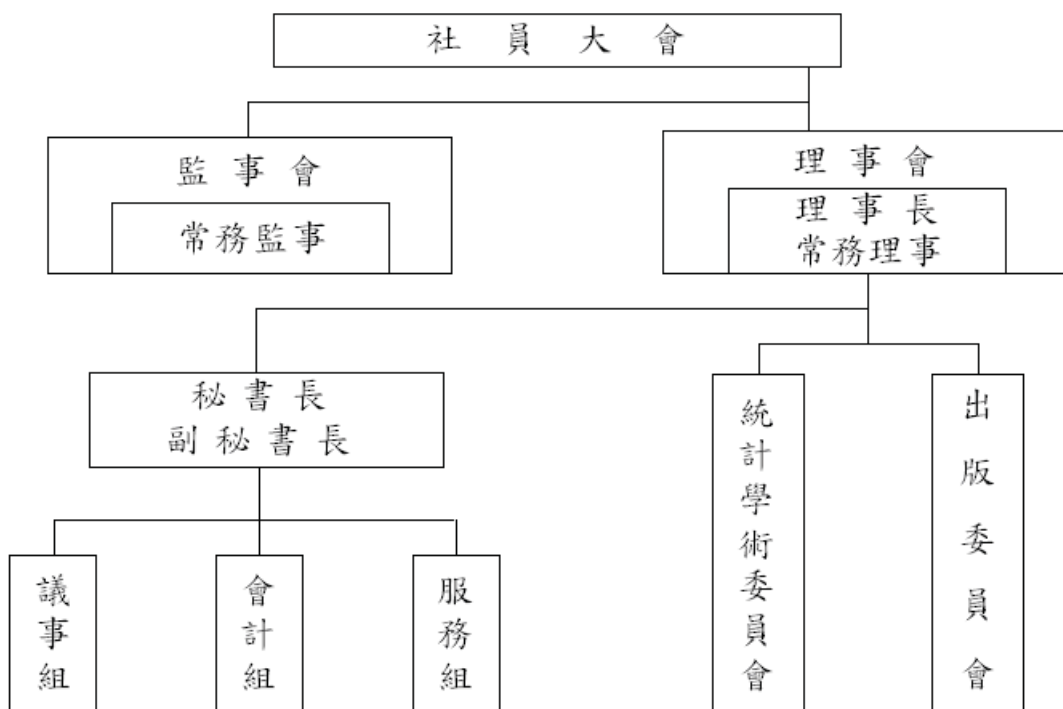 社員大會
監事會
常務監事
理事會
理事長
常務理事
秘書長
副秘書長
統計學術委員會
出版委員會
議事組
會計組
服務組